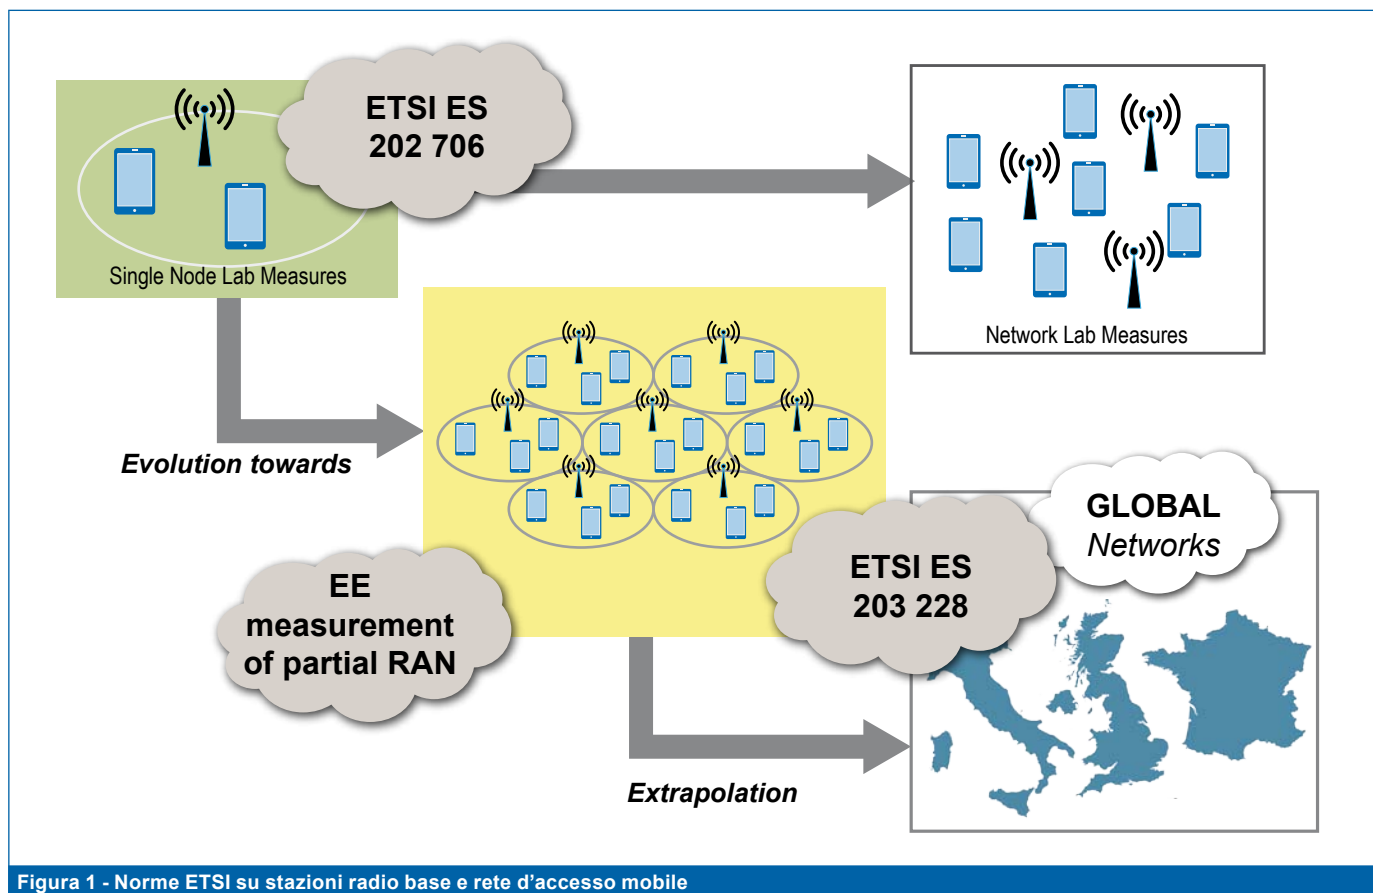 ETSI ES
202 706
Single Node Lab Measures
Network Lab Measures
Evolution towards
EE
measurement
of partial RAN
ETSI ES
203 228
GLOBAL
Networks
Extrapolation
Figura 1 - Norme ETSI su stazioni radio base e rete d'accesso mobile